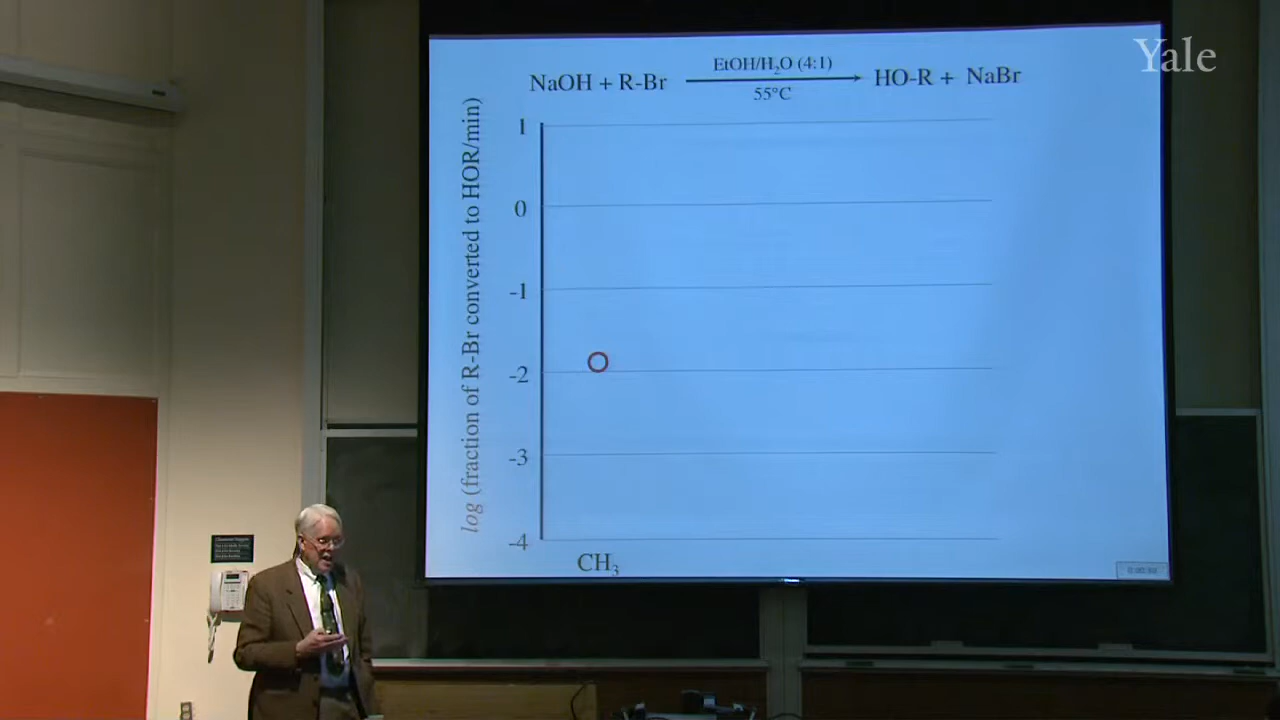 Yale
EtOH/H₂O (4:1)
NaOH + R-Br
HO-R + NaBr
55°C
log (fraction of R-Br converted to HOR/min)
1
0
-1
-2
-3
-4
CH₃